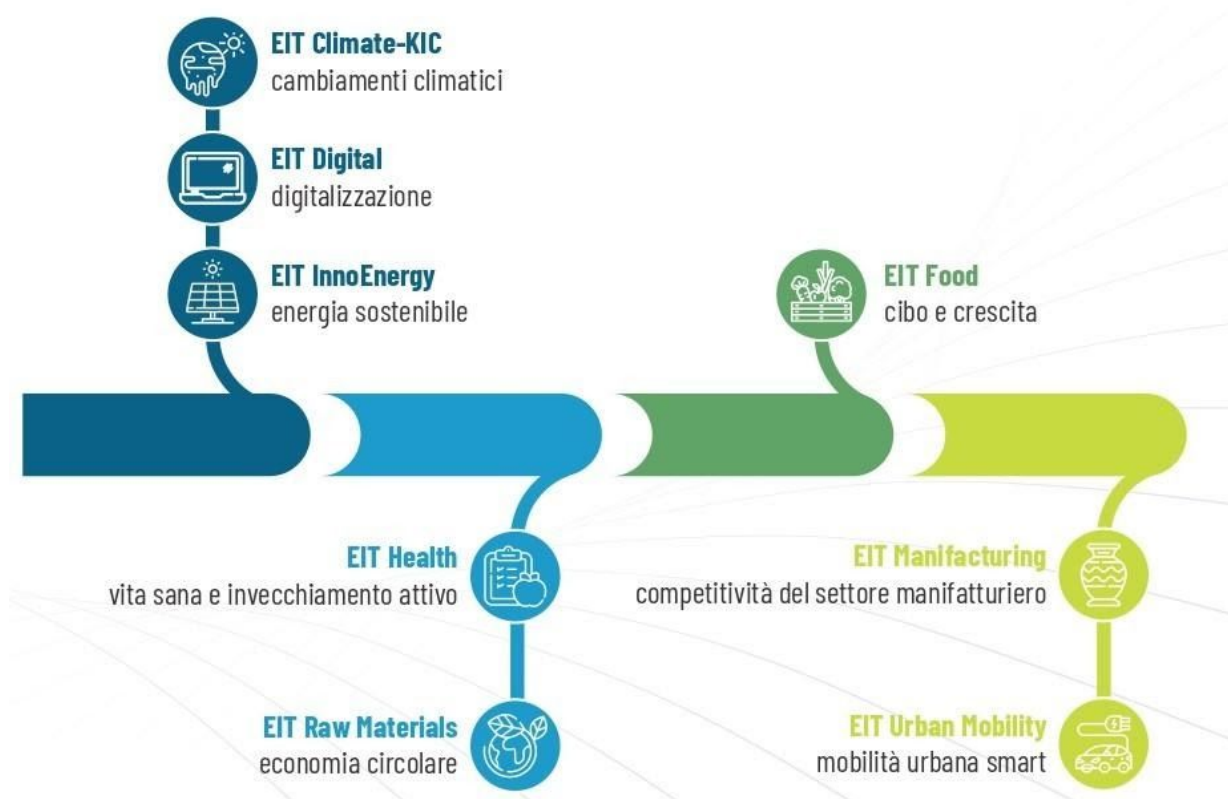 EIT Climate-KIC
cambiamenti climatici
EIT Digital
digitalizzazione
EIT InnoEnergy
energia sostenibile
EIT Food
cibo e crescita
EIT Health
vita sana e invecchiamento attivo
EIT Manifacturing
competitività del settore manifatturiero
EIT Raw Materials
economia circolare
EIT Urban Mobility
mobilità urbana smart